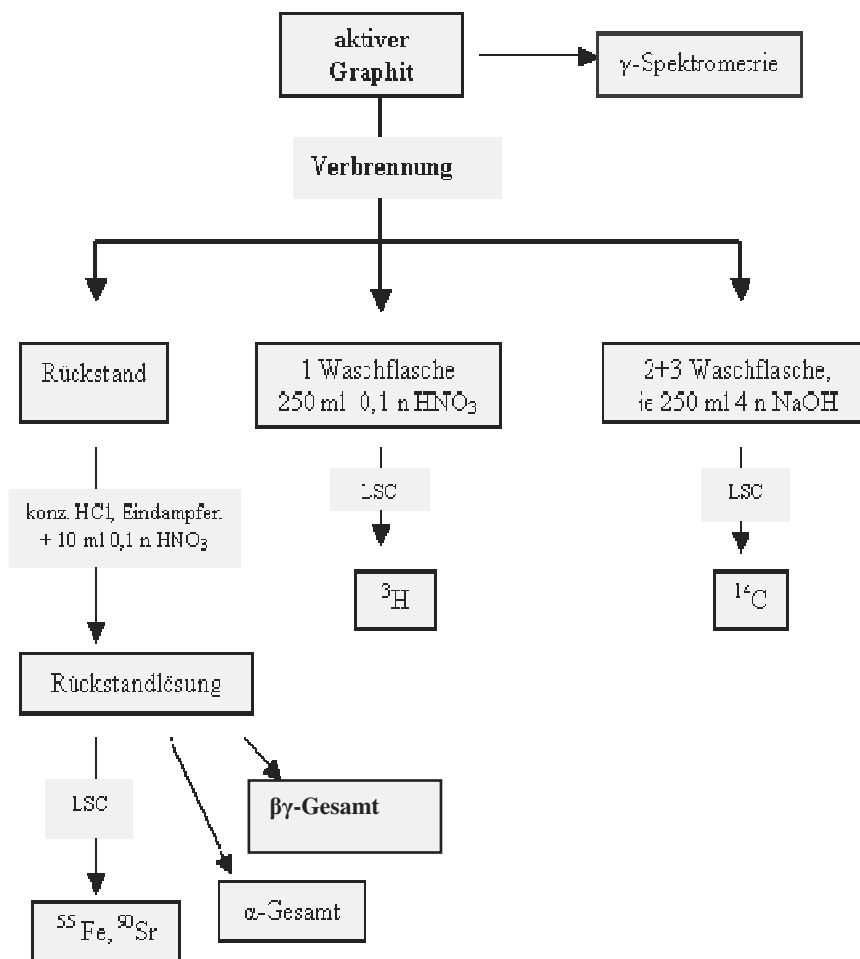 aktiver
Graphit
γ-Spektrometrie
Verbrennung
Rückstand
1 Waschflasche
250 ml 0,1 n HNO₃
2+3 Waschflasche,
je 250 ml 4 n NaOH
konz. HCl, Eindampfen
+ 10 ml 0,1 n HNO₃
LSC
LSC
³H
¹⁴C
Rückstandlösung
LSC
βγ-Gesamt
α-Gesamt
⁵⁵Fe, ⁹⁰Sr